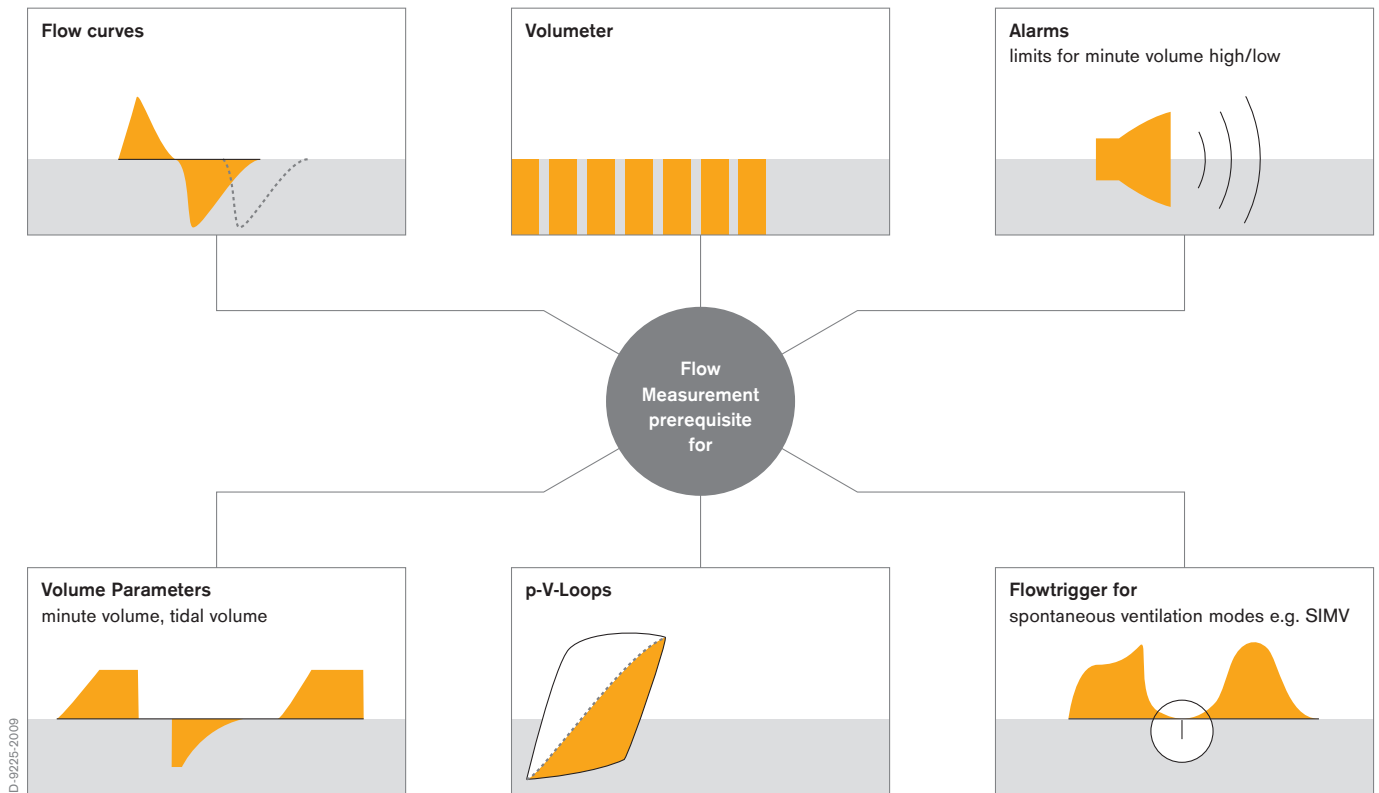 Flow curves
Volumeter
Alarms
limits for minute volume high/low
Flow
Measurement
prerequisite
for
Volume Parameters
minute volume, tidal volume
p-V-Loops
Flowtrigger for
spontaneous ventilation modes e.g. SIMV
D-9225-2009